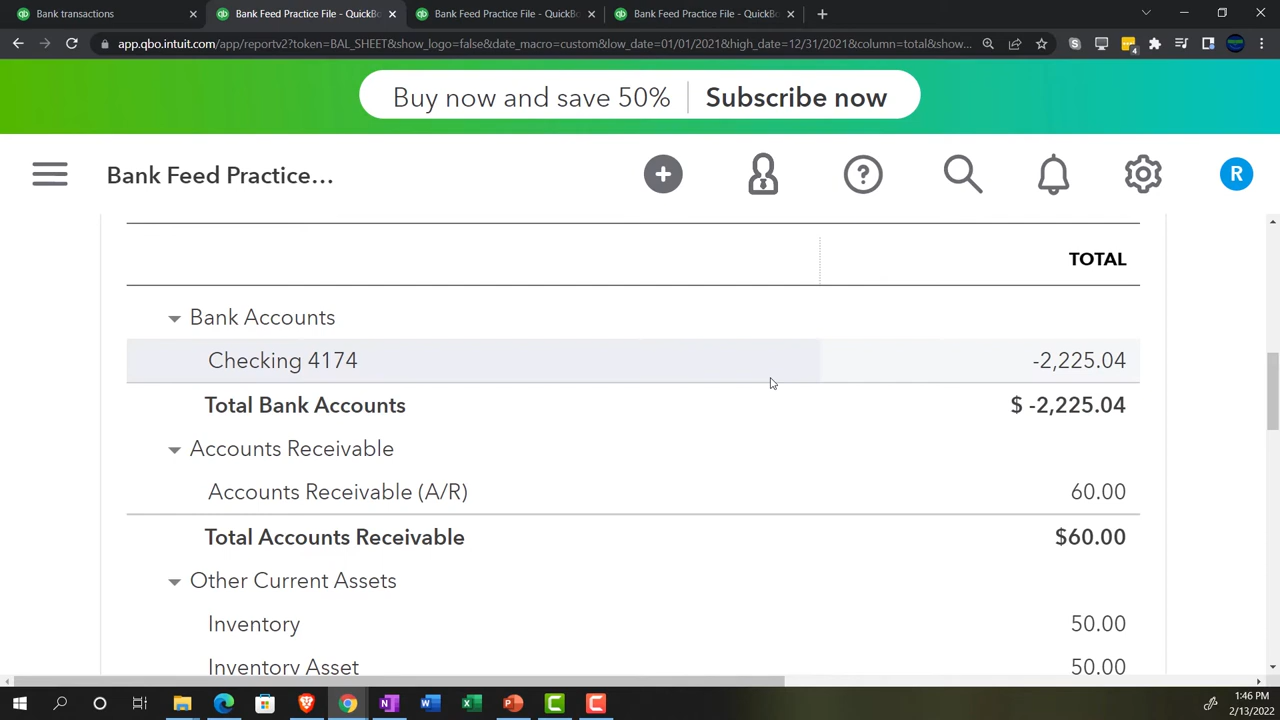 Bank transactions
Bank Feed Practice File - QuickBo
Bank Feed Practice File - QuickBo
Bank Feed Practice File - QuickBo
app.qbo.intuit.com/app/reportv2?token=BAL_SHEET&show_logo=false&date_macro=custom&low_date=01/01/2021&high_date=12/31/2021&column=total&show...
4
Buy now and save 50% Subscribe now
Bank Feed Practice...
R
TOTAL
Bank Accounts
Checking 4174 -2,225.04
Total Bank Accounts $ -2,225.04
Accounts Receivable
Accounts Receivable (A/R) 60.00
Total Accounts Receivable $60.00
Other Current Assets
Inventory 50.00
Inventory Asset 50.00
1:46 PM
2/13/2022